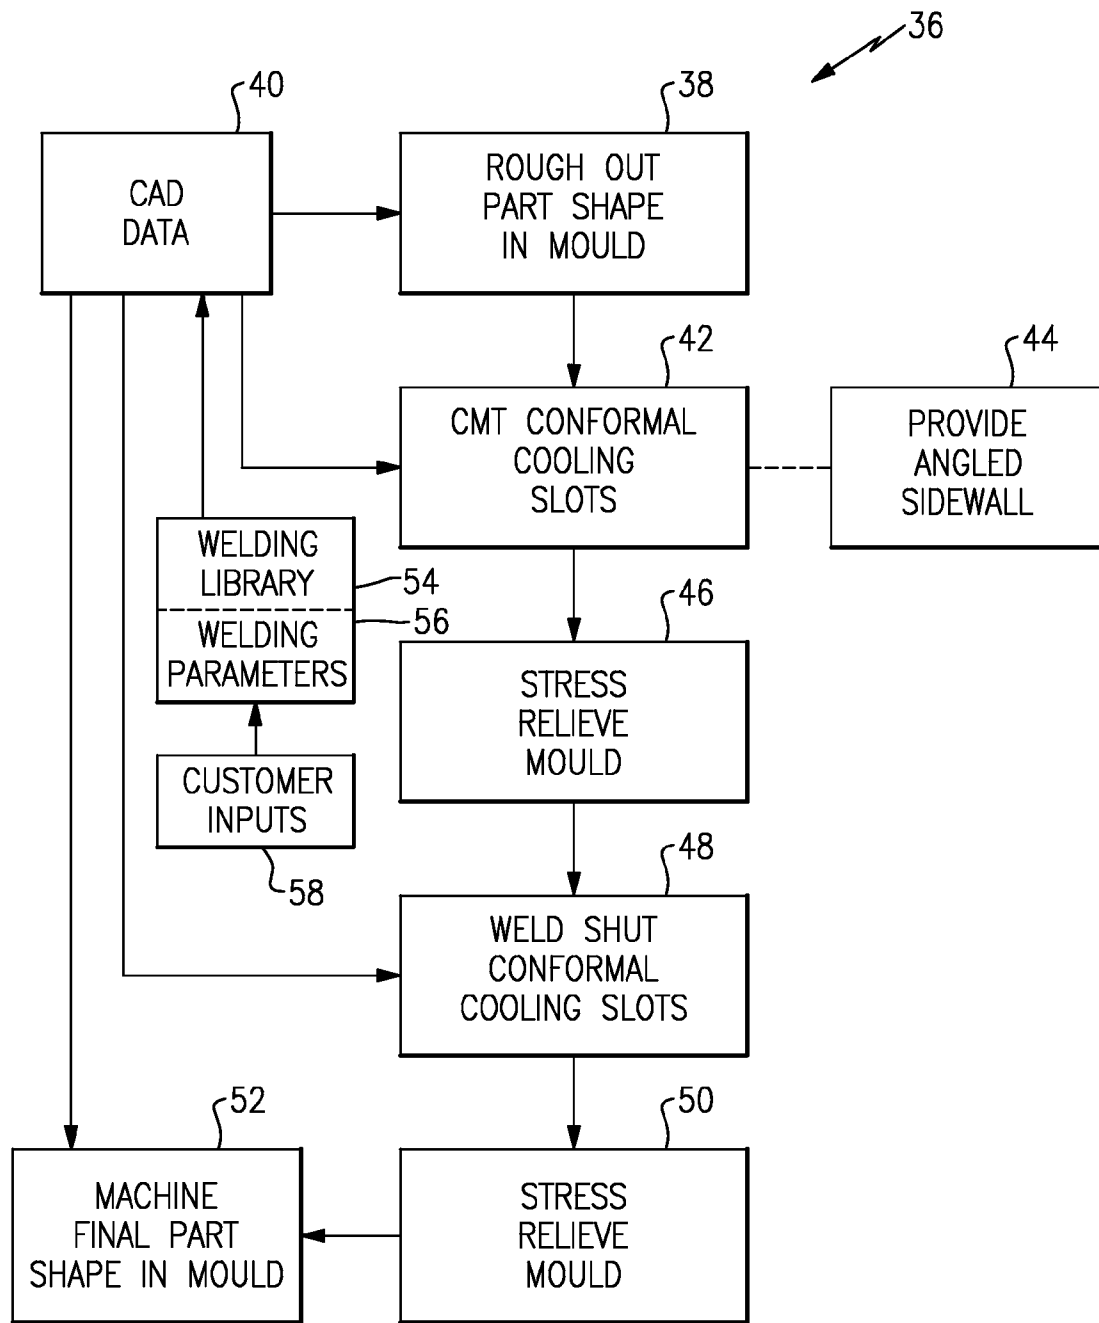 36
40
CAD
DATA
38
ROUGH OUT
PART SHAPE
IN MOULD
42
CMT CONFORMAL
COOLING
SLOTS
44
PROVIDE
ANGLED
SIDEWALL
WELDING
LIBRARY
54
56
WELDING
PARAMETERS
46
STRESS
RELIEVE
MOULD
CUSTOMER
INPUTS
58
48
WELD SHUT
CONFORMAL
COOLING SLOTS
52
MACHINE
FINAL PART
SHAPE IN MOULD
50
STRESS
RELIEVE
MOULD